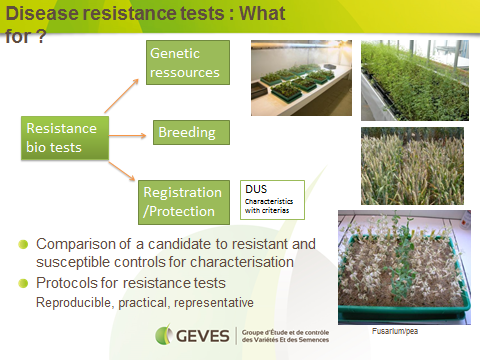 Disease resistance tests : What
for ?
Genetic
ressources
Resistance
bio tests
Breeding
Registration
/Protection
DUS
Characteristics
with criterias
Comparison of a candidate to resistant and
susceptible controls for characterisation
Protocols for resistance tests
Reproducible, practical, representative
Fusarium/pea
GEVES
Groupe d'Étude et de contrôle
des Variétés Et des Semences